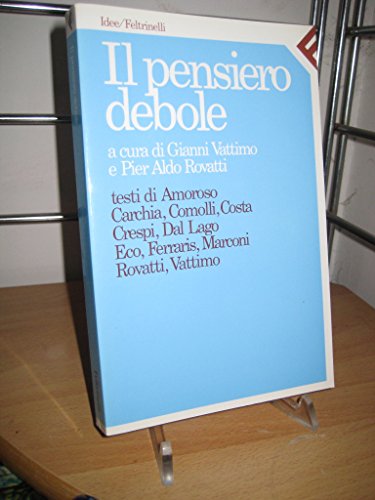 Idee/Feltrinelli
Il pensiero
debole
a cura di Gianni Vattimo
e Pier Aldo Rovatti
testi di Amoroso
Carchia, Comolli, Costa
Crespi, Dal Lago
Eco, Ferraris, Marconi
Rovatti, Vattimo